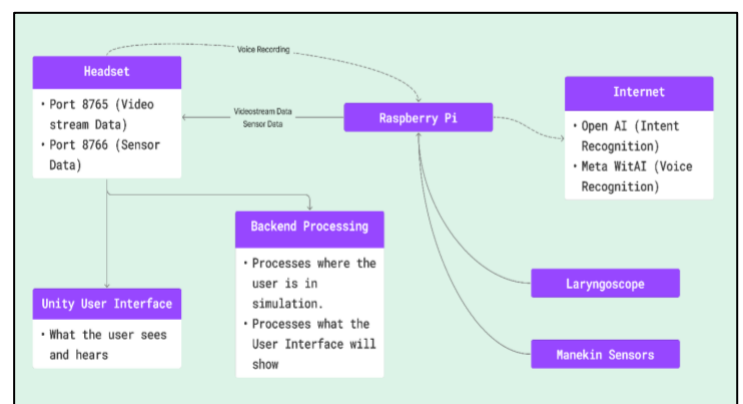 Voice Recording
Headset
• Port 8765 (Video
stream Data)
• Port 8766 (Sensor
Data)
Videostream Data
Sensor Data
Raspberry Pi
Internet
• Open AI (Intent
Recognition)
• Meta WitAI (Voice
Recognition)
Backend Processing
• Processes where the
user is in
simulation.
• Processes what the
User Interface will
show
Unity User Interface
• What the user sees
and hears
Laryngoscope
Manekin Sensors